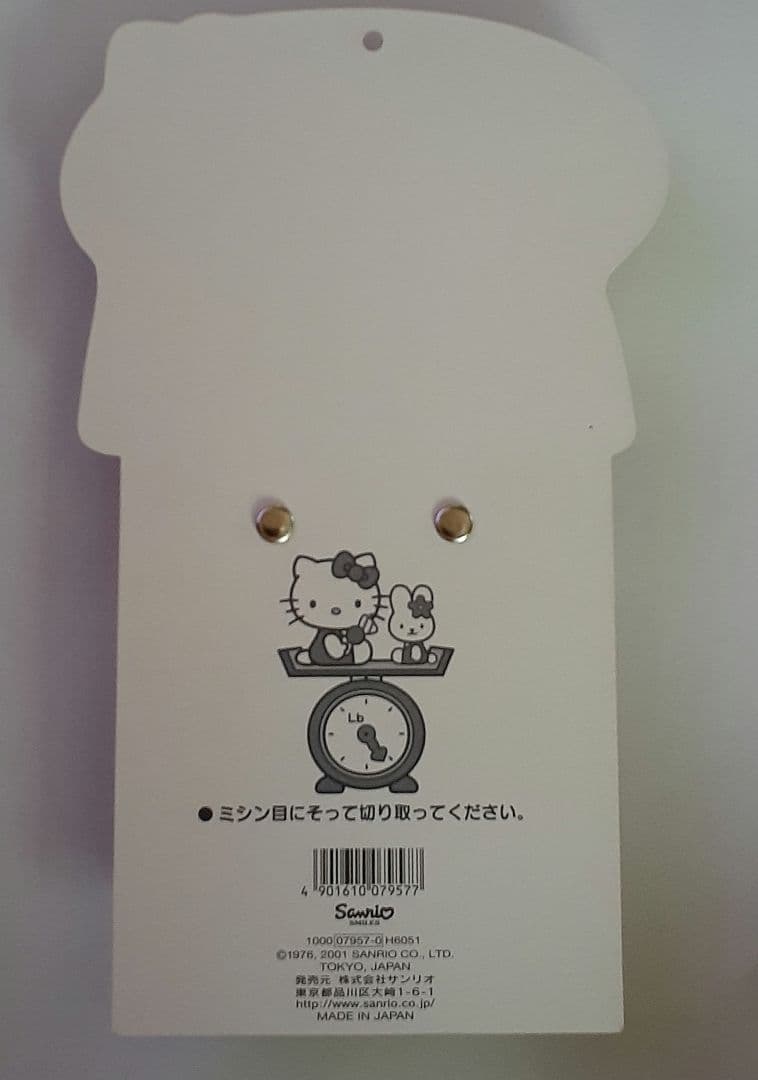 Lb
●ミシン目にそって切り取ってください。
4 901610 079577
Sanrio
SMILES
1000 07957-0 H6051
©1976, 2001 SANRIO CO., LTD.
TOKYO, JAPAN
発売元 株式会社サンリオ
東京都品川区大崎1-6-1
http://www.sanrio.co.jp/
MADE IN JAPAN